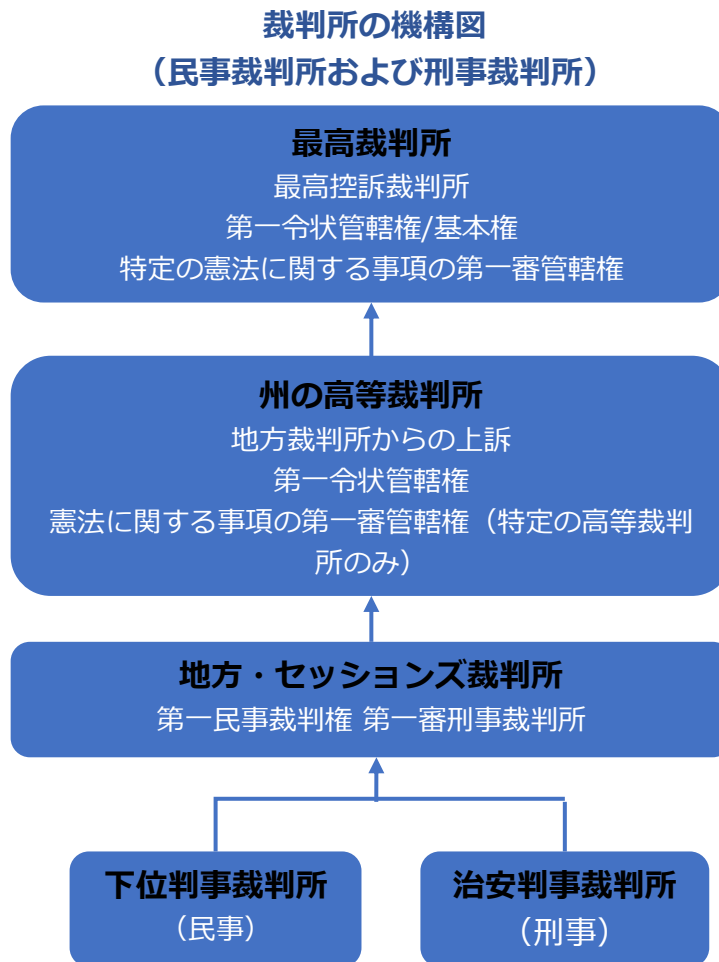 裁判所の機構図
（民事裁判所および刑事裁判所）
最高裁判所
最高控訴裁判所
第一令状管轄権/基本権
特定の憲法に関する事項の第一審管轄権
州の高等裁判所
地方裁判所からの上訴
第一令状管轄権
憲法に関する事項の第一審管轄権（特定の高等裁判
所のみ）
地方・セッションズ裁判所
第一民事裁判権 第一審刑事裁判所
下位判事裁判所
（民事）
治安判事裁判所
（刑事）